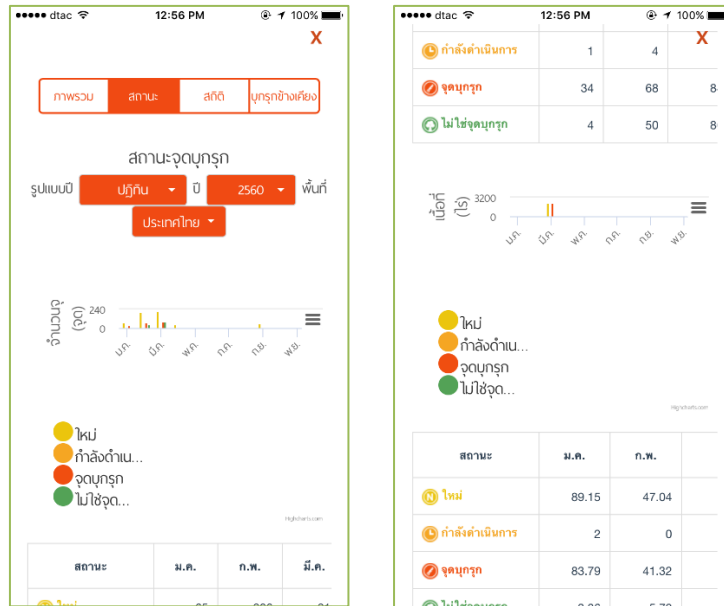 dtac 12:56 PM 100%
X
ภาพรวม สถานะ สถิติ บุกรุกข้างเคียง
สถานะจุดบุกรุก
รูปแบบปี ปฏิทิน ปี 2560 พื้นที่
ประเทศไทย
(จุด)
240
0
ม.ค. มี.ค. พ.ค. ก.ค. ก.ย. พ.ย.
ใหม่
กำลังดำเน...
จุดบุกรุก
ไม่ใช่จุด...
Highcharts.com
สถานะ ม.ค. ก.พ. มี.ค.
ใหม่
dtac 12:56 PM 100%
X
กำลังดำเนินการ 1 4
จุดบุกรุก 34 68
ไม่ใช่จุดบุกรุก 4 50
เนื้อที่
(ไร่)
3200
0
ม.ค. มี.ค. พ.ค. ก.ค. ก.ย. พ.ย.
ใหม่
กำลังดำเน...
จุดบุกรุก
ไม่ใช่จุด...
Highcharts.com
สถานะ ม.ค. ก.พ.
N ใหม่ 89.15 47.04
กำลังดำเนินการ 2 0
จุดบุกรุก 83.79 41.32
ไม่ใช่จุดบุกรุก